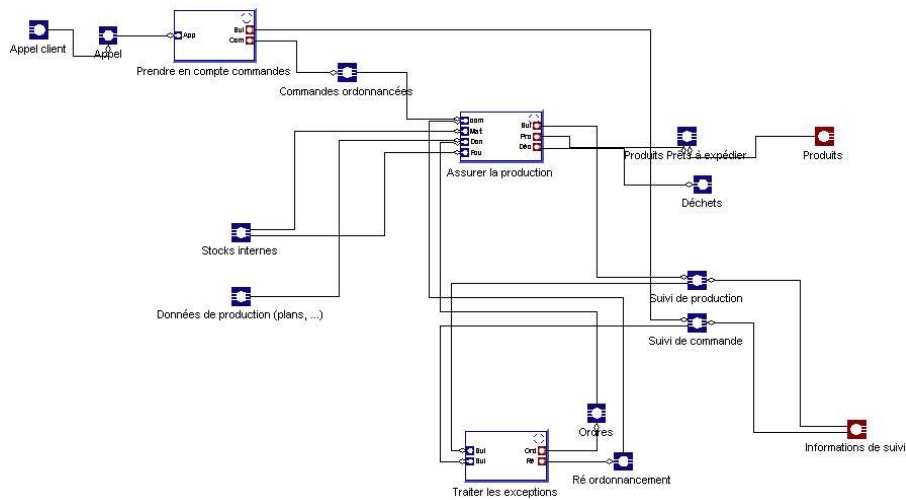 Appel client
Appel
App
Bul
Com
Prendre en compte commandes
Commandes ordonnancées
com
Mat
Don
Fou
Bul
Pro
Déc
Assurer la production
Produits Prêts à expédier
Produits
Déchets
Stocks internes
Données de production (plans, ...)
Suivi de production
Suivi de commande
Ordres
Informations de suivi
Bul
Bul
Ord
Ré
Traiter les exceptions
Ré ordonnancement